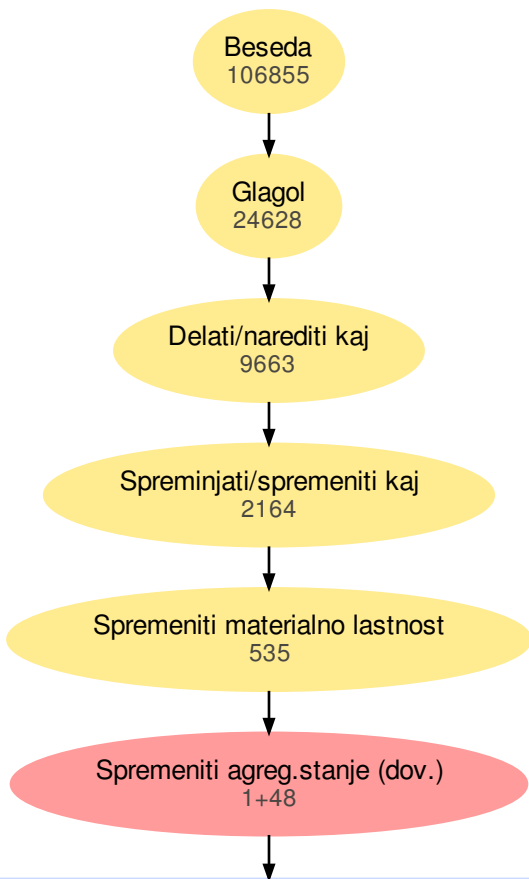 Beseda
106855
Glagol
24628
Delati/narediti kaj
9663
Spreminjati/spremeniti kaj
2164
Spremeniti materialno lastnost
535
Spremeniti agreg.stanje (dov.)
1+48